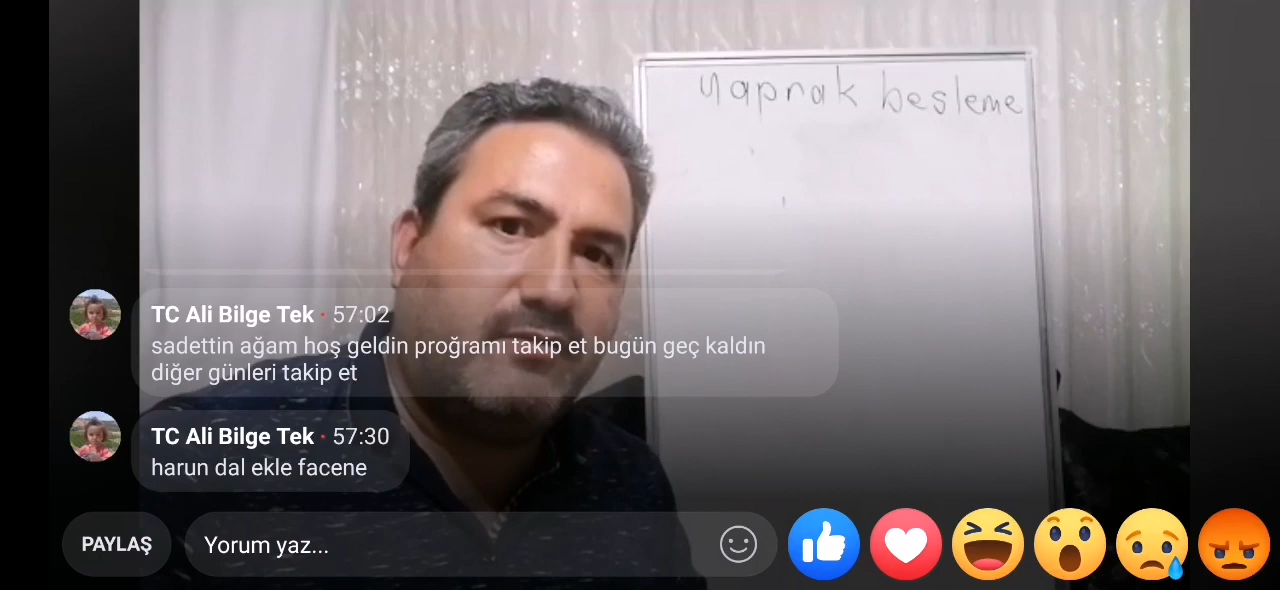 yaprak besleme
TC Ali Bilge Tek • 57:02
sadettin ağam hoş geldin proğramı takip et bugün geç kaldın
diğer günleri takip et
TC Ali Bilge Tek • 57:30
harun dal ekle facene
PAYLAŞ
Yorum yaz...